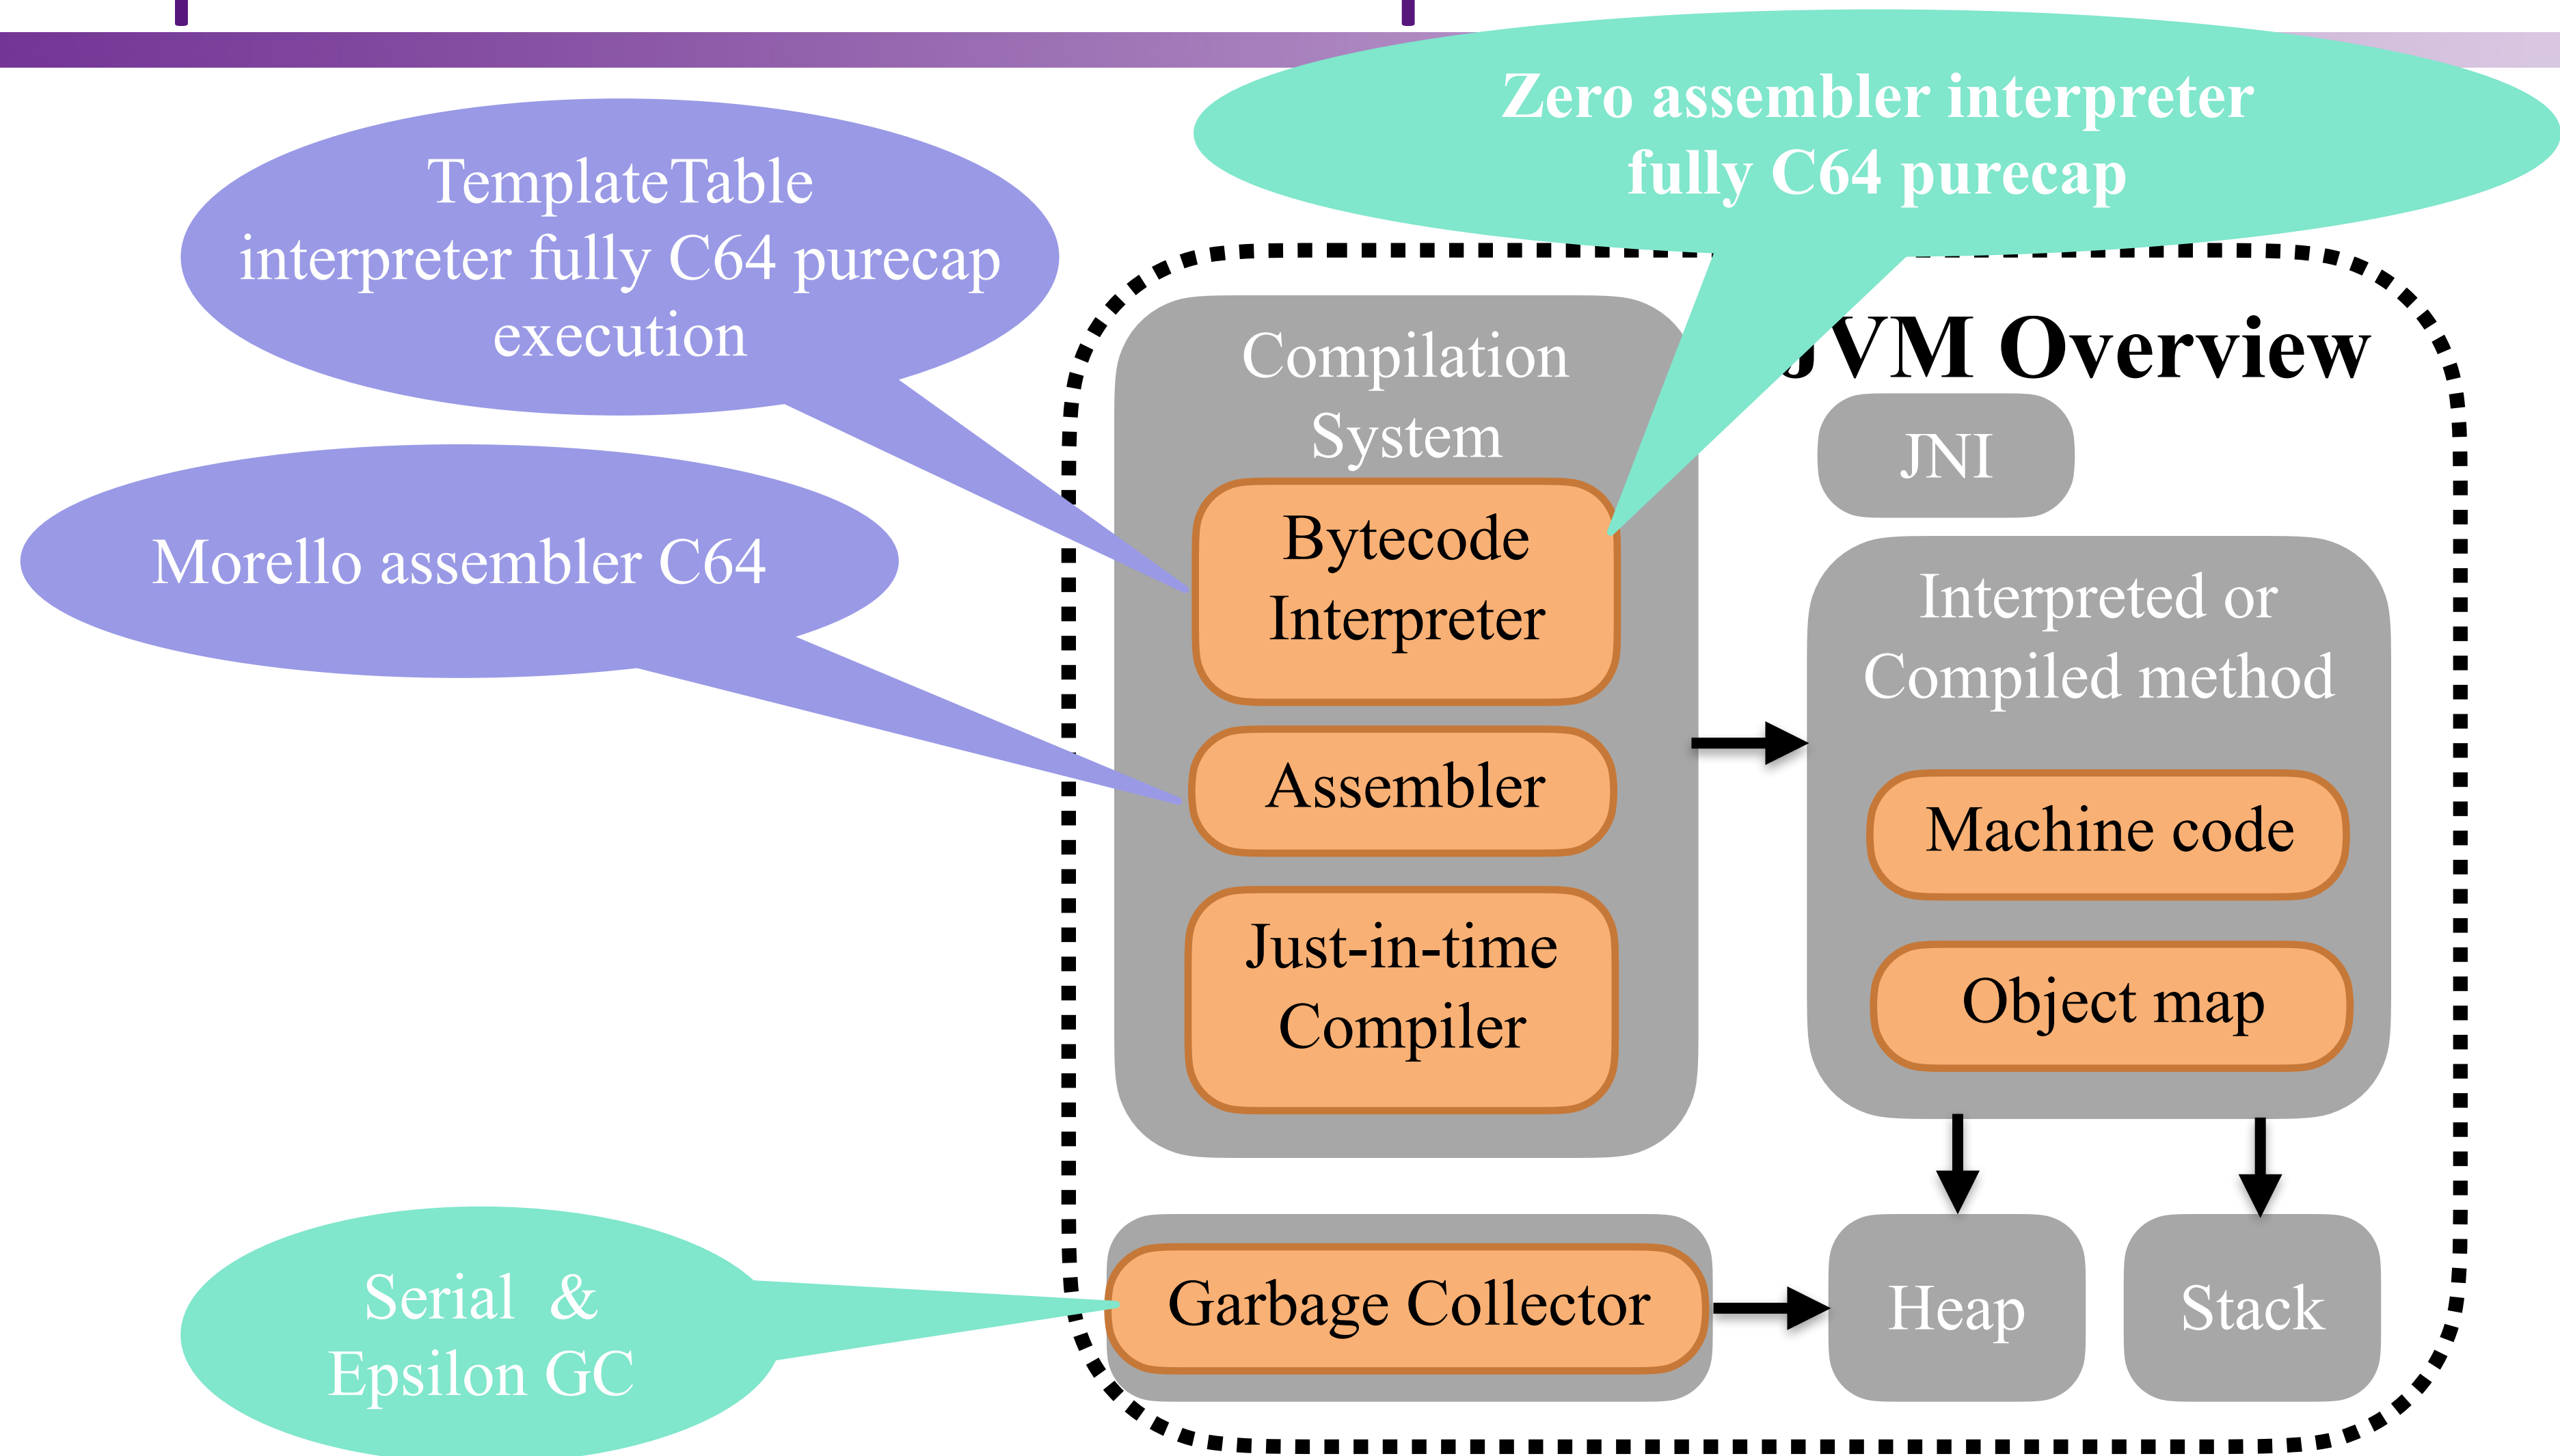 Zero assembler interpreter
fully C64 purecap
TemplateTable
interpreter fully C64 purecap
execution
JVM Overview
Compilation
System
JNI
Morello assembler C64
Bytecode
Interpreter
Interpreted or
Compiled method
Assembler
Machine code
Just-in-time
Compiler
Object map
Serial & 
Epsilon GC
Garbage Collector
Heap
Stack